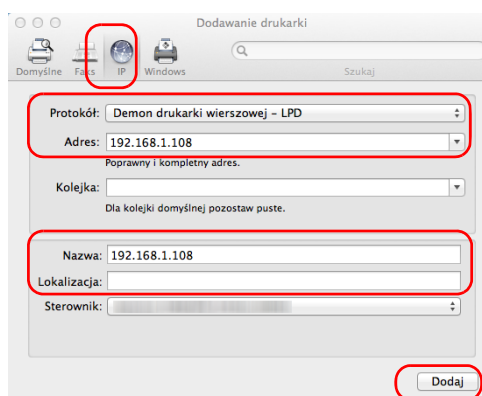 Dodawanie drukarki
Domyślne Faks IP Windows Szukaj
Protokół: Demon drukarki wierszowej – LPD
Adres: 192.168.1.108
Poprawny i kompletny adres.
Kolejka:
Dla kolejki domyślnej pozostaw puste.
Nazwa: 192.168.1.108
Lokalizacja:
Sterownik:
Dodaj